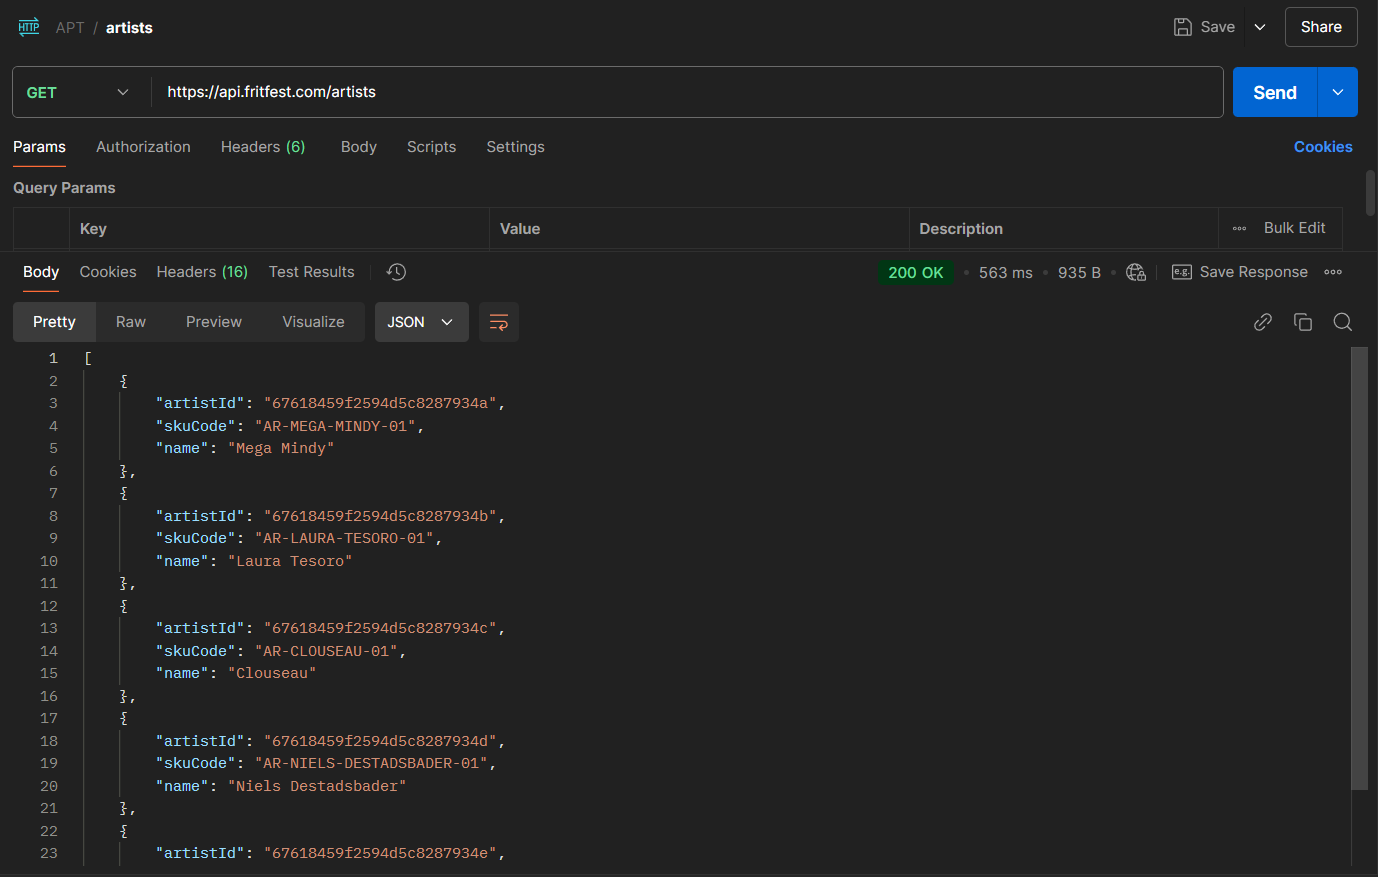 HTTP APT / artists Save Share
GET https://api.fritfest.com/artists Send
Params Authorization Headers (6) Body Scripts Settings Cookies
Query Params
Key Value Description Bulk Edit
Body Cookies Headers (16) Test Results 200 OK 563 ms 935 B e.g. Save Response
Pretty Raw Preview Visualize JSON
1 [
2 {
3 "artistId": "67618459f2594d5c8287934a",
4 "skuCode": "AR-MEGA-MINDY-01",
5 "name": "Mega Mindy"
6 },
7 {
8 "artistId": "67618459f2594d5c8287934b",
9 "skuCode": "AR-LAURA-TESORO-01",
10 "name": "Laura Tesoro"
11 },
12 {
13 "artistId": "67618459f2594d5c8287934c",
14 "skuCode": "AR-CLOUSEAU-01",
15 "name": "Clouseau"
16 },
17 {
18 "artistId": "67618459f2594d5c8287934d",
19 "skuCode": "AR-NIELS-DESTADSBADER-01",
20 "name": "Niels Destadsbader"
21 },
22 {
23 "artistId": "67618459f2594d5c8287934e",